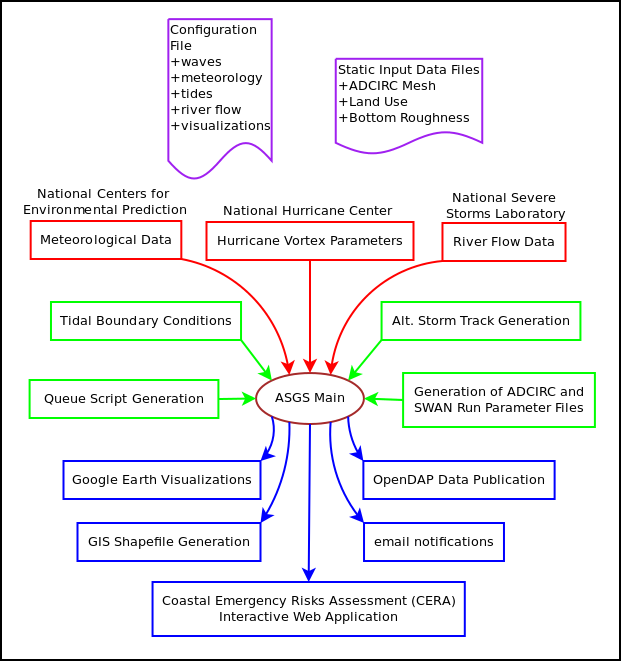 Configuration
File
+waves
+meteorology
+tides
+river flow
+visualizations
Static Input Data Files
+ADCIRC Mesh
+Land Use
+Bottom Roughness
National Centers for
Environmental Prediction
Meteorological Data
National Hurricane Center
Hurricane Vortex Parameters
National Severe
Storms Laboratory
River Flow Data
Tidal Boundary Conditions
Alt. Storm Track Generation
Queue Script Generation
ASGS Main
Generation of ADCIRC and
SWAN Run Parameter Files
Google Earth Visualizations
OpenDAP Data Publication
GIS Shapefile Generation
email notifications
Coastal Emergency Risks Assessment (CERA)
Interactive Web Application